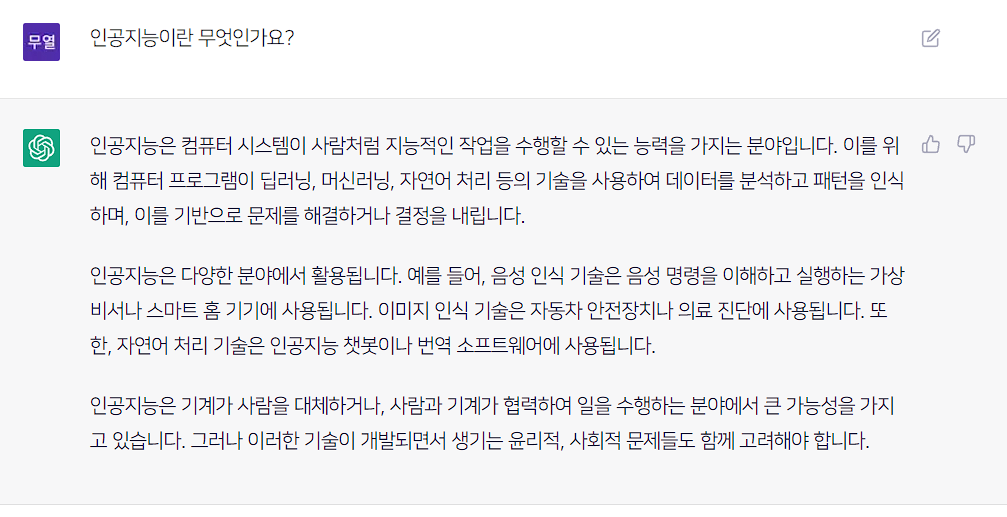 무열
인공지능이란 무엇인가요?
인공지능은 컴퓨터 시스템이 사람처럼 지능적인 작업을 수행할 수 있는 능력을 가지는 분야입니다. 이를 위
해 컴퓨터 프로그램이 딥러닝, 머신러닝, 자연어 처리 등의 기술을 사용하여 데이터를 분석하고 패턴을 인식
하며, 이를 기반으로 문제를 해결하거나 결정을 내립니다.
인공지능은 다양한 분야에서 활용됩니다. 예를 들어, 음성 인식 기술은 음성 명령을 이해하고 실행하는 가상
비서나 스마트 홈 기기에 사용됩니다. 이미지 인식 기술은 자동차 안전장치나 의료 진단에 사용됩니다. 또
한, 자연어 처리 기술은 인공지능 챗봇이나 번역 소프트웨어에 사용됩니다.
인공지능은 기계가 사람을 대체하거나, 사람과 기계가 협력하여 일을 수행하는 분야에서 큰 가능성을 가지
고 있습니다. 그러나 이러한 기술이 개발되면서 생기는 윤리적, 사회적 문제들도 함께 고려해야 합니다.